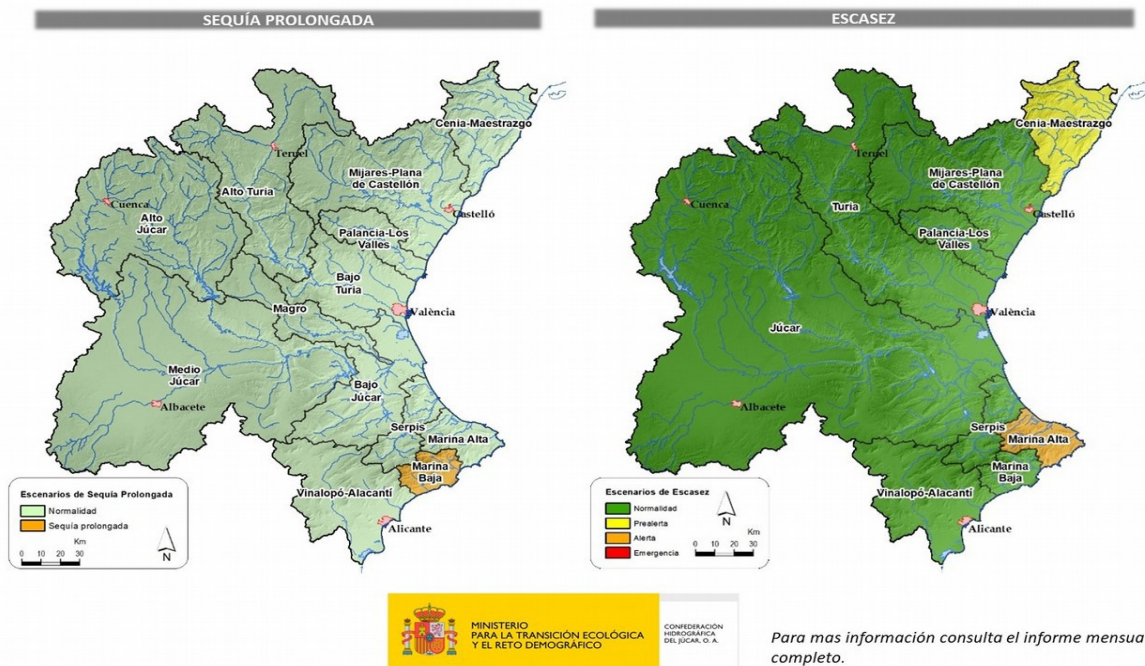 SEQUÍA PROLONGADA
Cenia-Maestrazgo
Teruel
Mijares-Plana
de Castellón
Alto Turia
Cuenca
Castelló
Alto
Júcar
Palancia-Los
Valles
Bajo
Turia
Magro
València
Medio
Júcar
Bajo
Júcar
Albacete
Serpis
Marina Alta
Marina
Baja
Vinalopó-Alacantí
Alicante
Escenarios de Sequía Prolongada
Normalidad
Sequía prolongada
Km
0 10 20 30
N
ESCASEZ
Cenia-Maestrazgo
Teruel
Mijares-Plana
de Castellón
Cuenca
Turia
Castelló
Palancia-Los
Valles
València
Júcar
Albacete
Serpis
Marina Alta
Marina
Baja
Vinalopó-Alacantí
Alicante
Escenarios de Escasez
Normalidad
Prealerta
Alerta
Emergencia
N
Km
0 10 20 30
MINISTERIO
PARA LA TRANSICIÓN ECOLÓGICA
Y EL RETO DEMOGRÁFICO
CONFEDERACIÓN
HIDROGRÁFICA
DEL JÚCAR, O. A.
Para mas información consulta el informe mensua
completo.